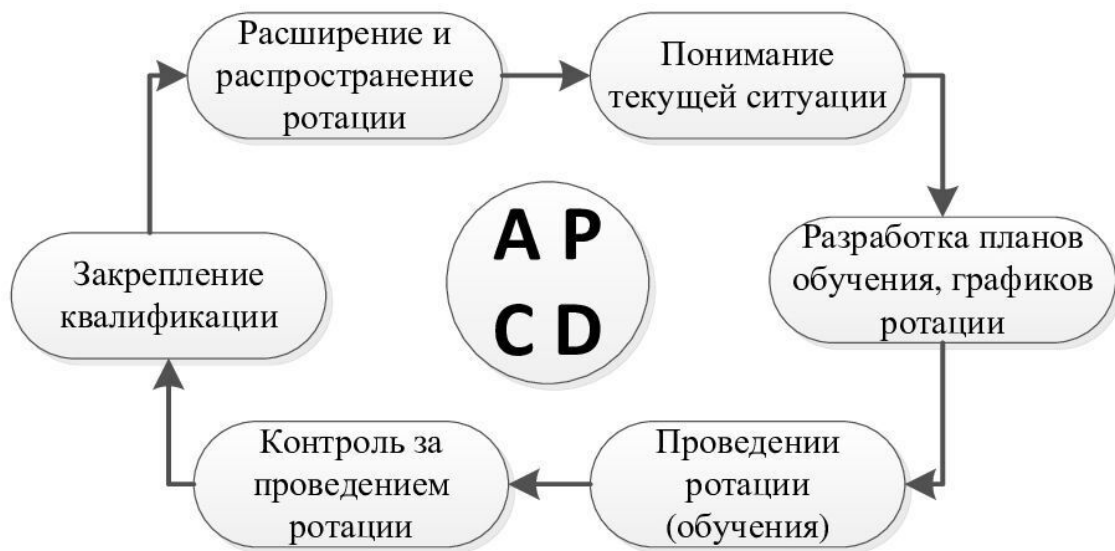 Расширение и
распространение
ротации
Понимание
текущей ситуации
Разработка планов
обучения, графиков
ротации
Проведении
ротации
(обучения)
Контроль за
проведением
ротации
Закрепление
квалификации
A P
C D